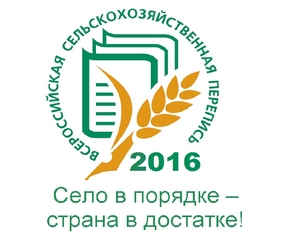 ВСЕРОССИЙСКАЯ СЕЛЬСКОХОЗЯЙСТВЕННАЯ ПЕРЕПИСЬ
2016
Село в порядке –
страна в достатке!